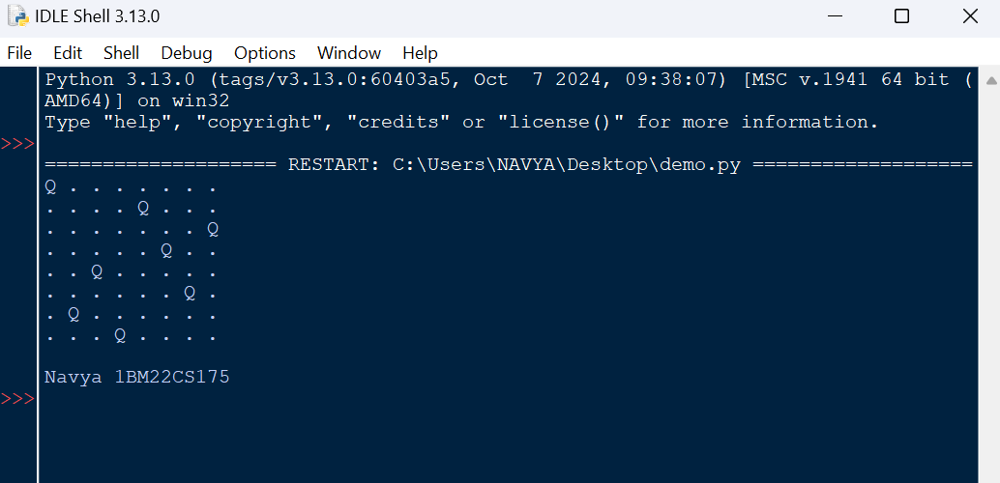 IDLE Shell 3.13.0
File Edit Shell Debug Options Window Help
Python 3.13.0 (tags/v3.13.0:60403a5, Oct  7 2024, 09:38:07) [MSC v.1941 64 bit (
AMD64)] on win32
Type "help", "copyright", "credits" or "license()" for more information.
>>>
==================== RESTART: C:\Users\NAVYA\Desktop\demo.py ===================
Q . . . . . . .
. . . . Q . . .
. . . . . . . Q
. . . . . Q . .
. . Q . . . . .
. . . . . . Q .
. Q . . . . . .
. . . Q . . . .
Navya 1BM22CS175
>>>